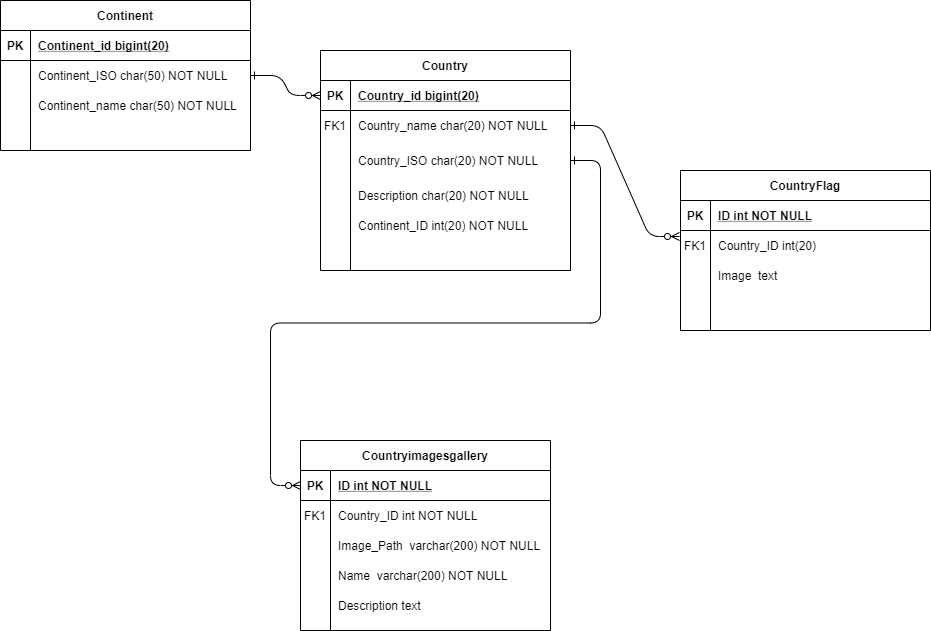 Continent
PK Continent_id bigint(20)
Continent_ISO char(50) NOT NULL
Continent_name char(50) NOT NULL
Country
PK Country_id bigint(20)
FK1 Country_name char(20) NOT NULL
Country_ISO char(20) NOT NULL
Description char(20) NOT NULL
Continent_ID int(20) NOT NULL
CountryFlag
PK ID int NOT NULL
FK1 Country_ID int(20)
Image text
Countryimagesgallery
PK ID int NOT NULL
FK1 Country_ID int NOT NULL
Image_Path varchar(200) NOT NULL
Name varchar(200) NOT NULL
Description text